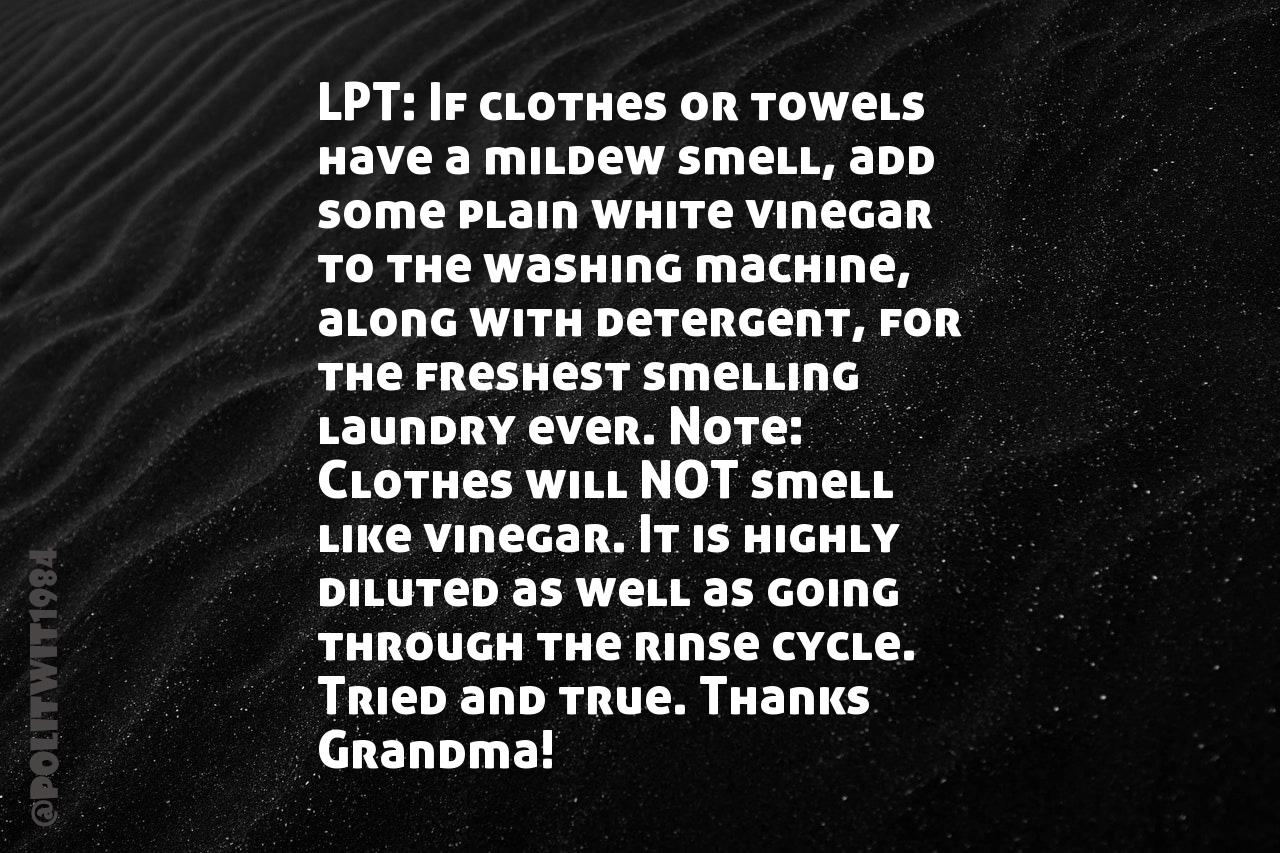 LPT: If clothes or towels
have a mildew smell, add
some plain white vinegar
to the washing machine,
along with detergent, for
the freshest smelling
laundry ever. Note:
Clothes will NOT smell
like vinegar. It is highly
diluted as well as going
through the rinse cycle.
Tried and true. Thanks
Grandma!
@POLITWIT1984